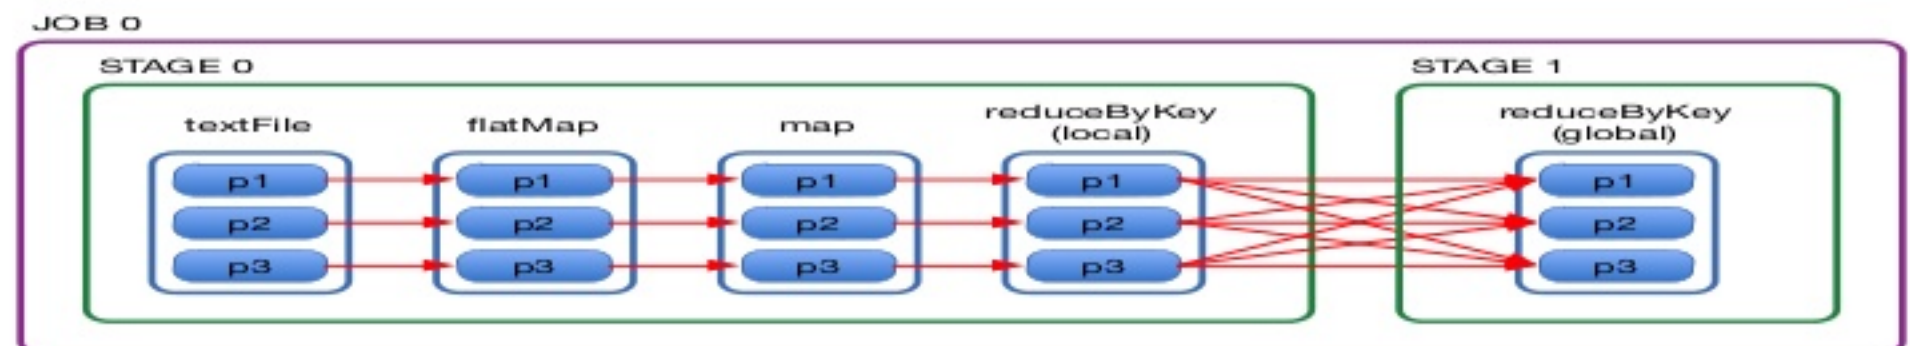 JOB 0
STAGE 0
STAGE 1
textFile
flatMap
map
reduceByKey
(local)
reduceByKey
(global)
p1
p1
p1
p1
p1
p2
p2
p2
p2
p2
p3
p3
p3
p3
p3